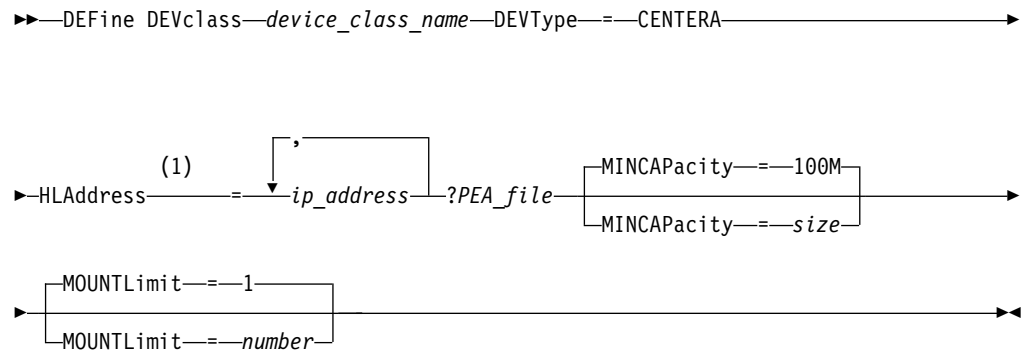 DEFine DEVclass device_class_name DEVType = CENTERA
,
(1)
HLAddress = ip_address ?PEA_file
MINCAPacity = 100M
MINCAPacity = size
MOUNTLimit = 1
MOUNTLimit = number